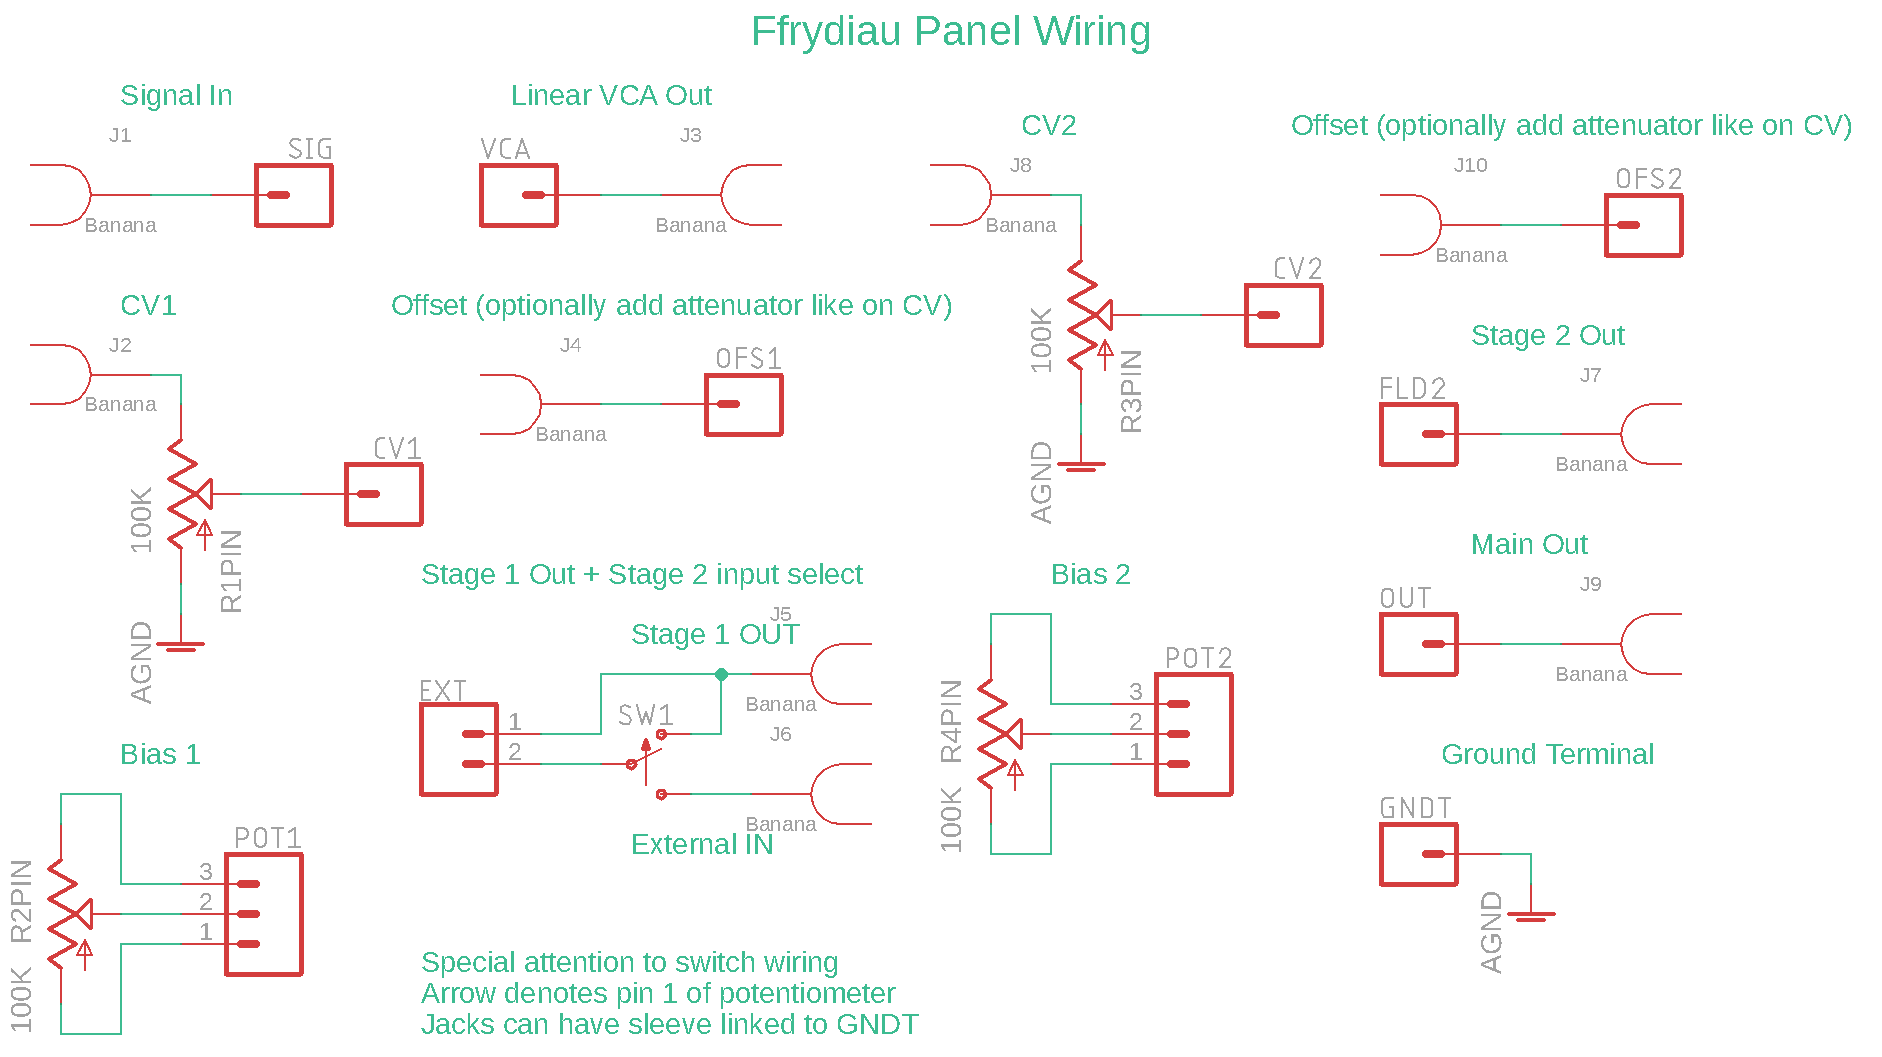 Ffrydiau Panel Wiring
Signal In
J1
SIG
Banana
Linear VCA Out
J3
VCA
Banana
CV2
J8
Banana
CV2
100K
R3PIN
AGND
Offset (optionally add attenuator like on CV)
J10
OFS2
Banana
CV1
J2
Banana
CV1
100K
R1PIN
AGND
Offset (optionally add attenuator like on CV)
J4
OFS1
Banana
Stage 2 Out
J7
FLD2
Banana
Stage 1 Out + Stage 2 input select
J5
Stage 1 OUT
EXT
1
2
SW1
Banana
J6
Banana
External IN
Bias 2
POT2
3
2
1
100K R4PIN
Main Out
J9
OUT
Banana
Bias 1
POT1
3
2
1
100K R2PIN
Ground Terminal
GNDT
AGND
Special attention to switch wiring
Arrow denotes pin 1 of potentiometer
Jacks can have sleeve linked to GNDT